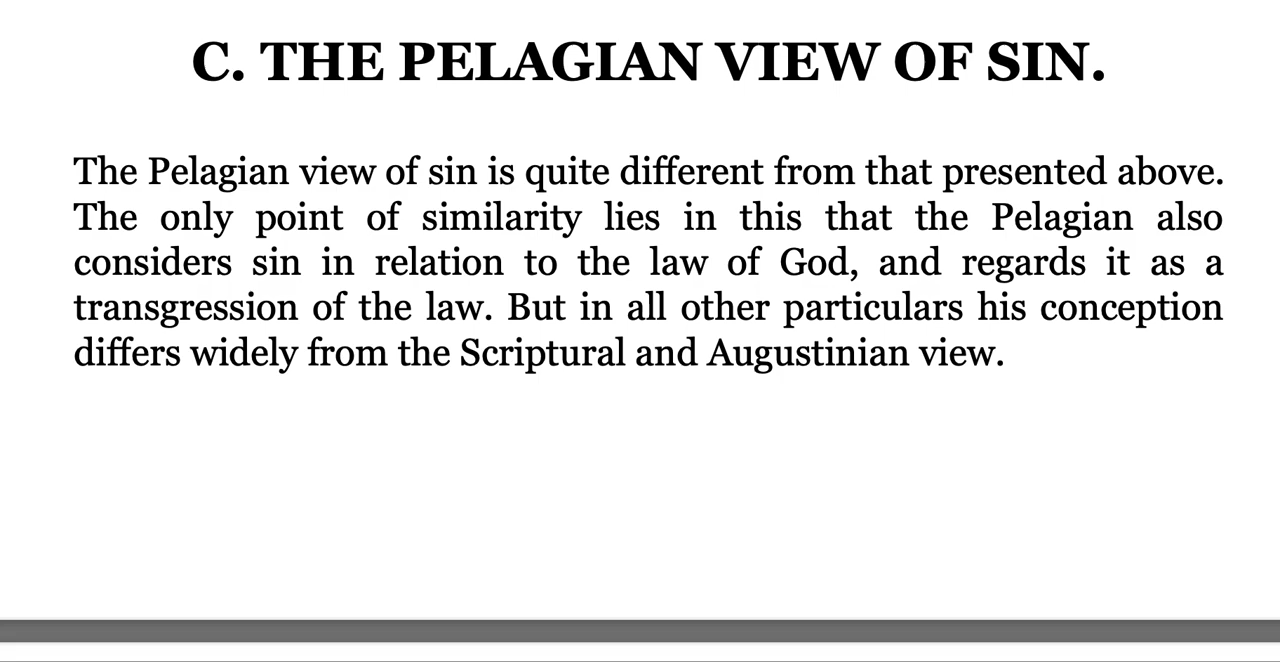 C. THE PELAGIAN VIEW OF SIN.
The Pelagian view of sin is quite different from that presented above.
The only point of similarity lies in this that the Pelagian also
considers sin in relation to the law of God, and regards it as a
transgression of the law. But in all other particulars his conception
differs widely from the Scriptural and Augustinian view.